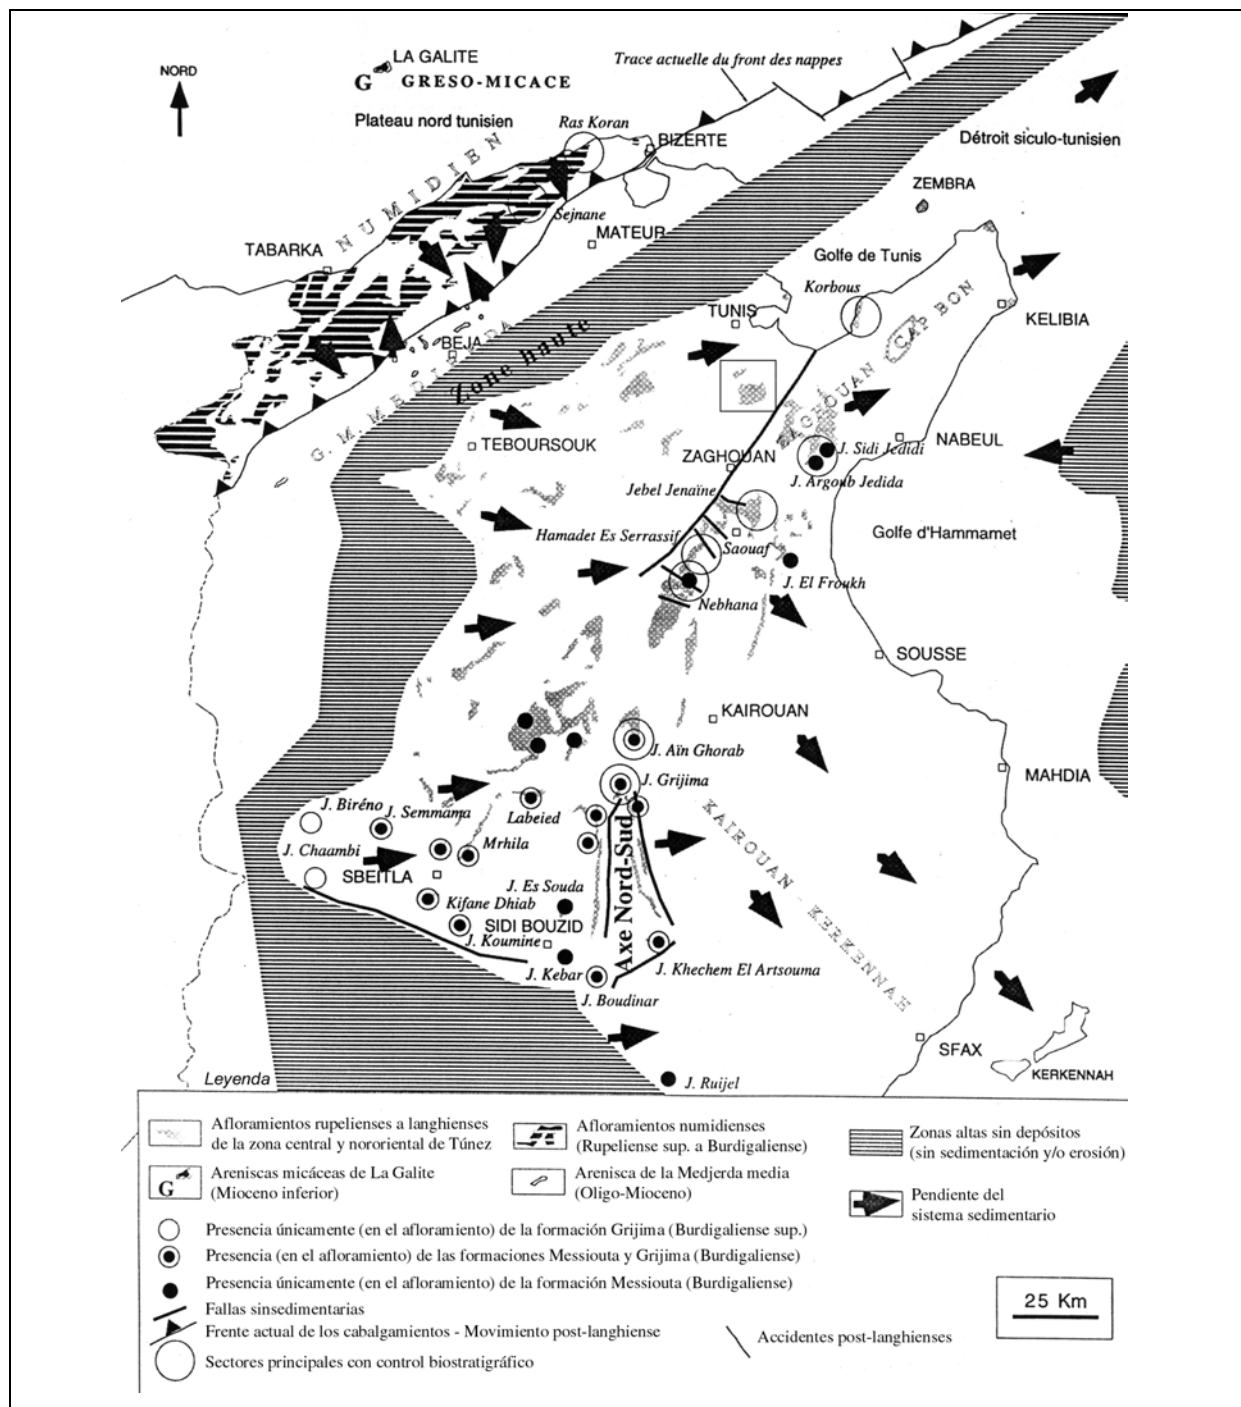 NORD
LA GALITE
G GRESO-MICACE
Plateau nord tunisien
Trace actuelle du front des nappes
Ras Koran
BIZERTE
Détroit siculo-tunisien
NUMIDIEN
ZEMBRA
Sejnane
MATEUR
TABARKA
Golfe de Tunis
Korbous
TUNIS
KELIBIA
CAP BON
BEJA
Zone haute
ZAGHOUAN
TEBOURSOUK
NABEUL
J. Sidi Jedidi
ZAGHOUAN
J. Argoub Jedida
Jebel Jenaïne
Hamadet Es Serrassif
Saouaf
Golfe d'Hammamet
J. El Froukh
Nebhana
SOUSSE
KAIROUAN
J. Aïn Ghorab
MAHDIA
J. Grijima
J. Biréno
J. Semmama
Labeied
KAIROUAN - KERKENNAH
J. Chaambi
Mrhila
SBEITLA
Axe Nord-Sud
J. Es Souda
Kifane Dhiab
SIDI BOUZID
J. Koumine
J. Kebar
J. Khechem El Artsouma
J. Boudinar
SFAX
KERKENNAH
J. Ruijel
Leyenda
Afloramientos rupelienses a langhienses
de la zona central y nororiental de Túnez
Afloramientos numidienses
(Rupeliense sup. a Burdigaliense)
Zonas altas sin depósitos
(sin sedimentación y/o erosión)
G
Areniscas micáceas de La Galite
(Mioceno inferior)
Arenisca de la Medjerda media
(Oligo-Mioceno)
Pendiente del
sistema sedimentario
Presencia únicamente (en el afloramiento) de la formación Grijima (Burdigaliense sup.)
Presencia (en el afloramiento) de las formaciones Messiouta y Grijima (Burdigaliense)
Presencia únicamente (en el afloramiento) de la formación Messiouta (Burdigaliense)
Fallas sinsedimentarias
Frente actual de los cabalgamientos - Movimiento post-langhiense
Accidentes post-langhienses
Sectores principales con control biostratigráfico
25 Km